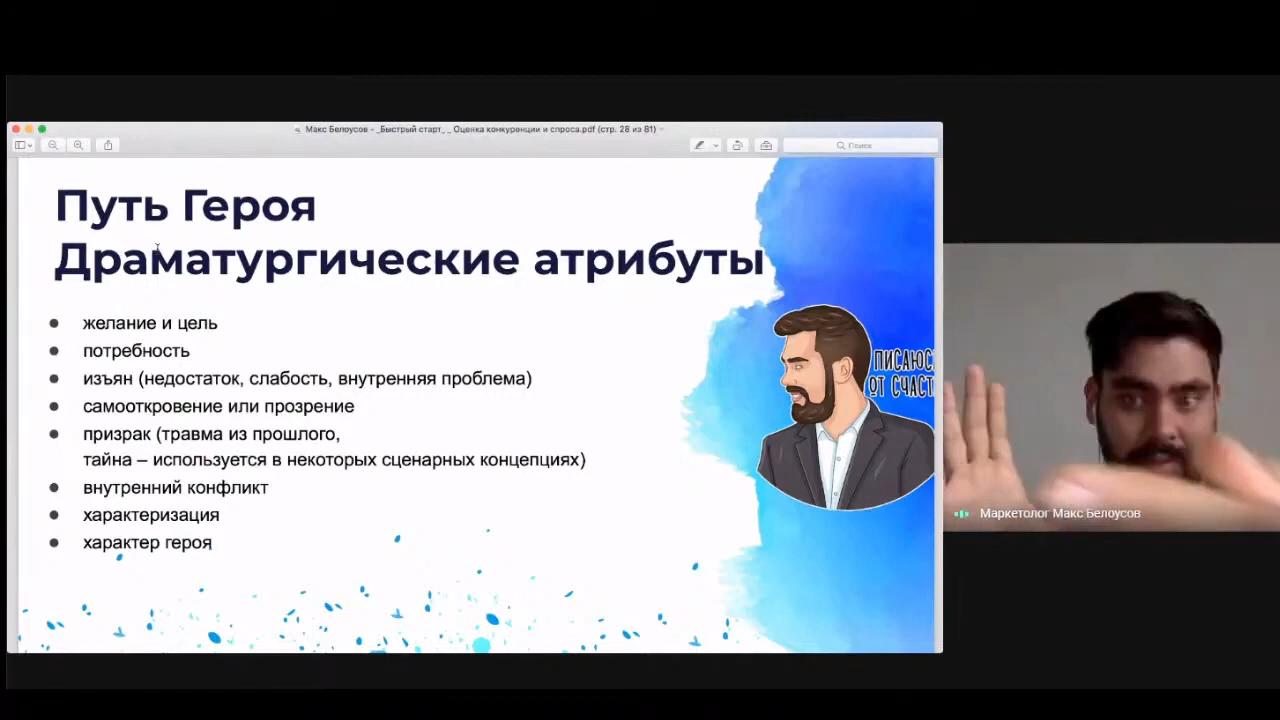 Макс Белоусов - _Быстрый старт_ _ Оценка конкуренции и спроса.pdf (стр. 28 из 81)
Поиск
Путь Героя
Драматургические атрибуты
желание и цель
потребность
изъян (недостаток, слабость, внутренняя проблема)
самооткровение или прозрение
призрак (травма из прошлого,
тайна – используется в некоторых сценарных концепциях)
внутренний конфликт
характеризация
характер героя
ПИСАЮС
ОТ СЧАСТ
Маркетолог Макс Белоусов